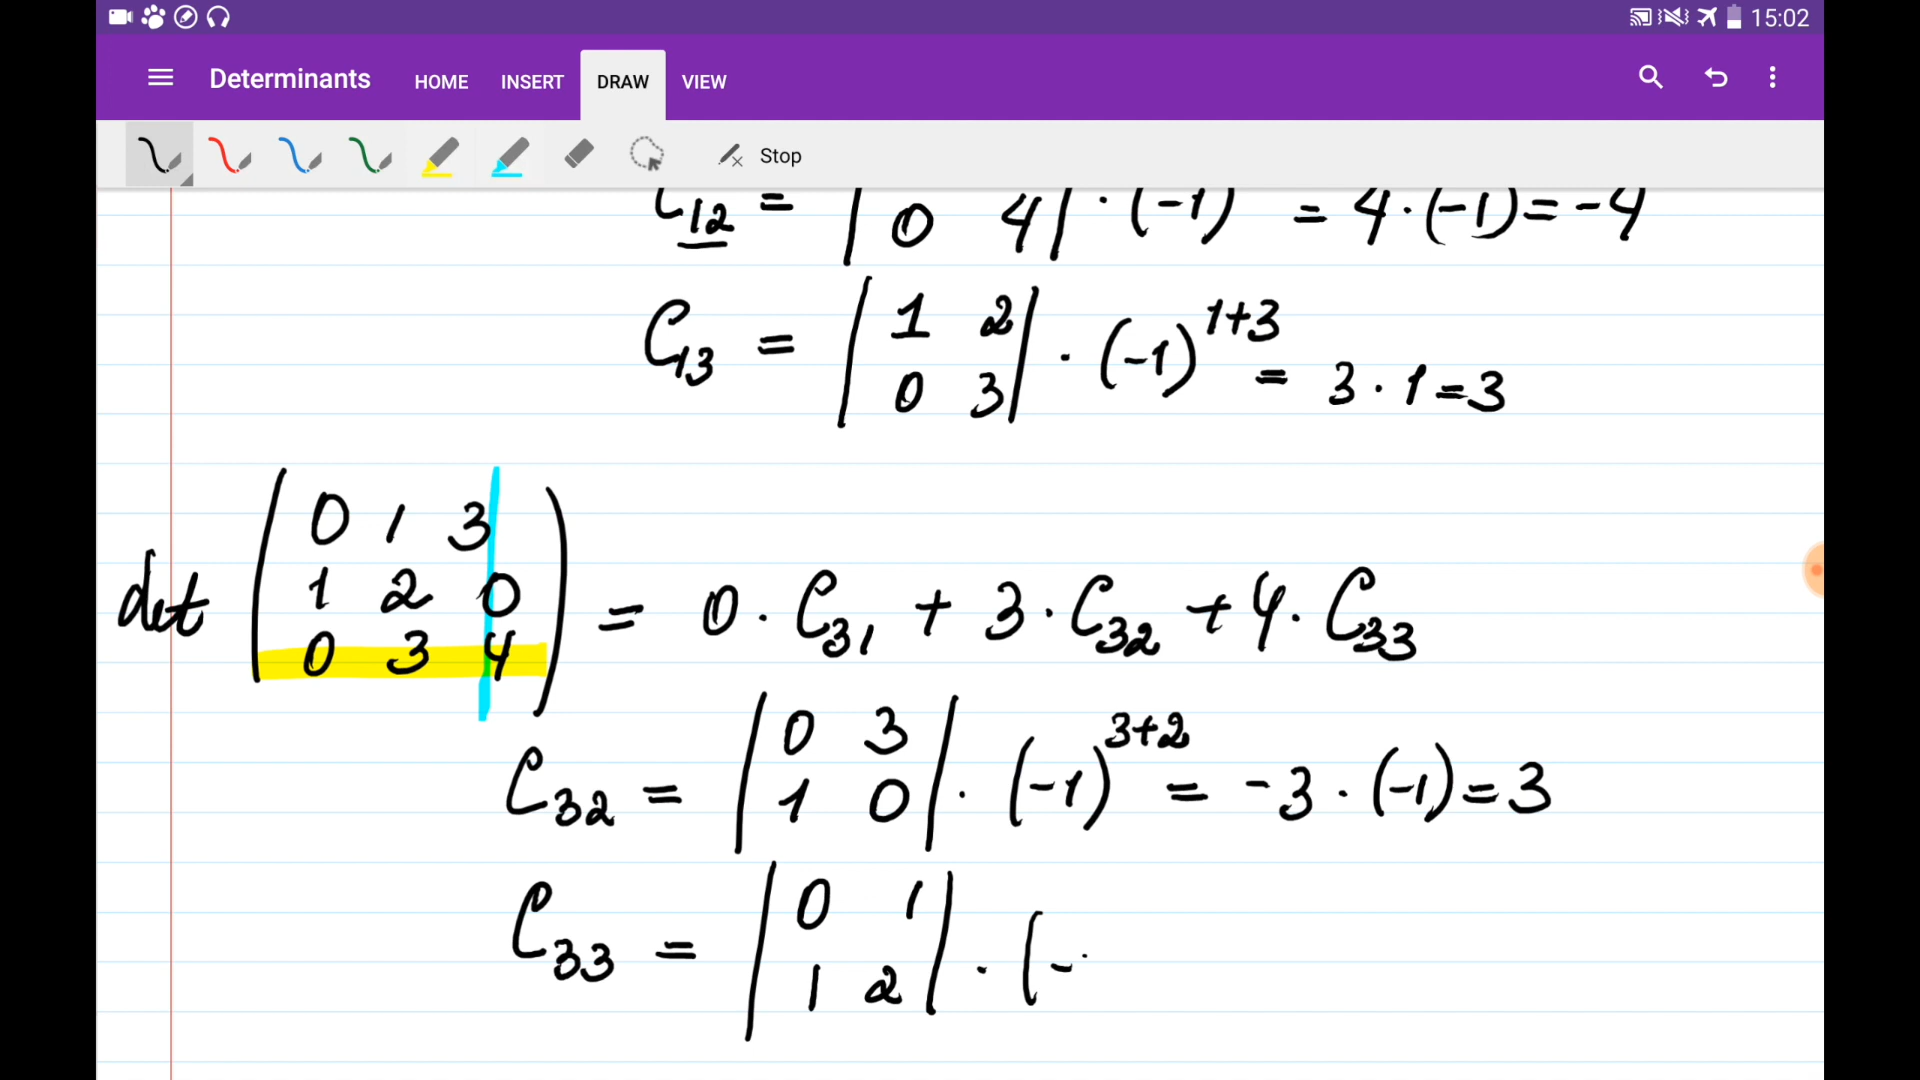 15:02
Determinants HOME INSERT DRAW VIEW
Stop
C12 = | 0 4 | · (-1) = 4 · (-1) = -4
C13 = | 1 2 | · (-1)^1+3 = 3 · 1 = 3
| 0 3 |
det ( 0 1 3 )
( 1 2 0 ) = 0 · C31 + 3 · C32 + 4 · C33
( 0 3 4 )
C32 = | 0 3 | · (-1)^3+2 = -3 · (-1) = 3
| 1 0 |
C33 = | 0 1 | · (-
| 1 2 |